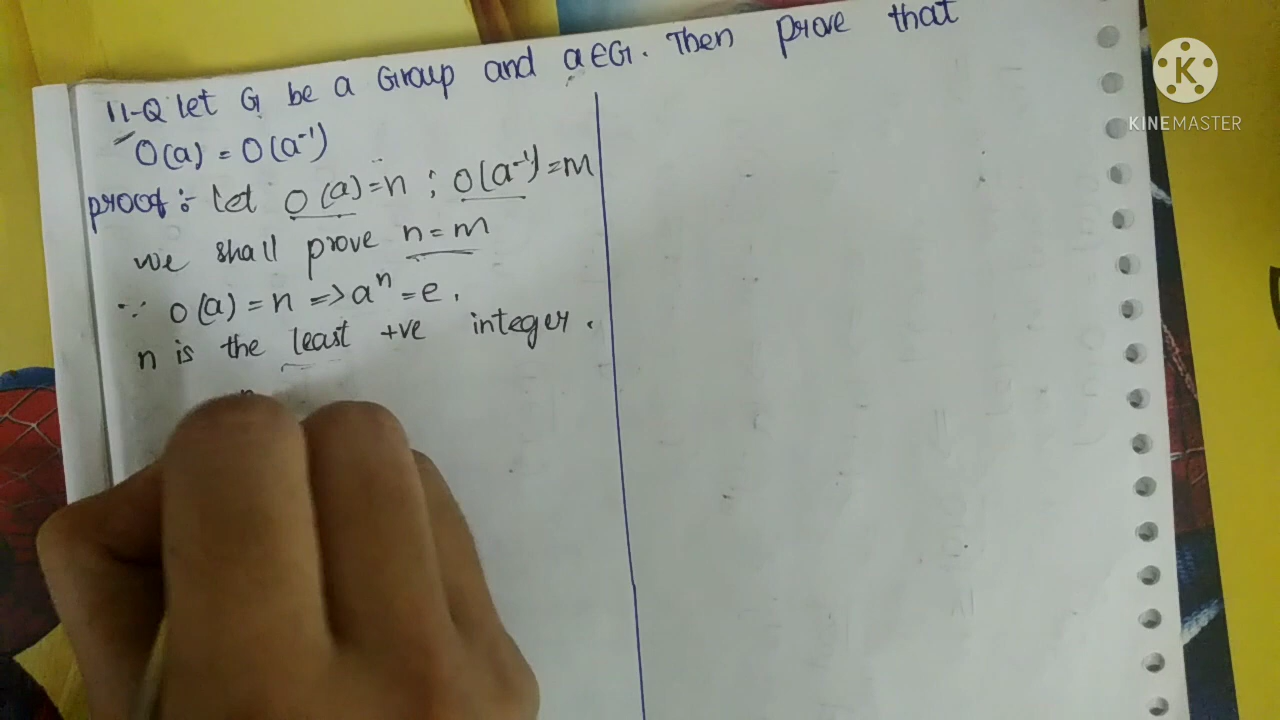 11-Q let G be a Group and a∈G. Then prove that
O(a) = O(a⁻¹)
proof:- let O(a)=n ; O(a⁻¹)=m
we shall prove n=m
∵ O(a) = n => aⁿ = e.
n is the least +ve integer.
K
KINEMASTER